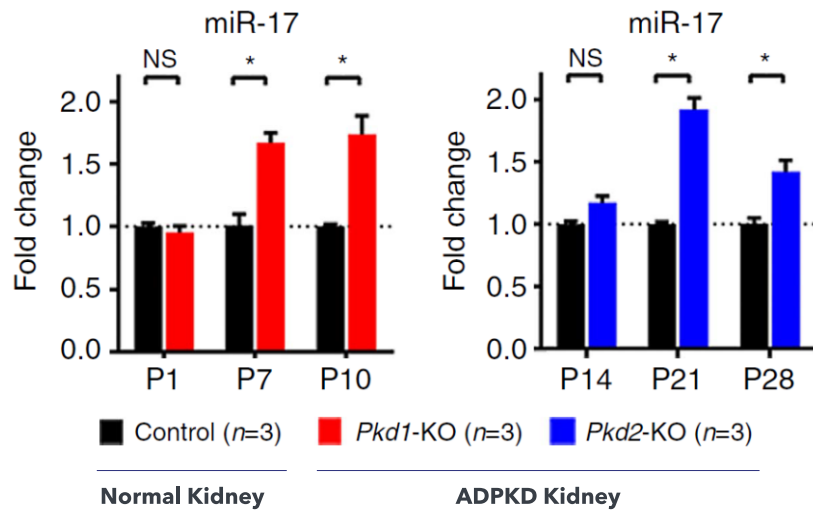 miR-17
NS * *
Fold change
2.0
1.5
1.0
0.5
0.0
P1 P7 P10
miR-17
NS * *
Fold change
2.0
1.5
1.0
0.5
0.0
P14 P21 P28
Control (n=3) Pkd1-KO (n=3) Pkd2-KO (n=3)
Normal Kidney ADPKD Kidney